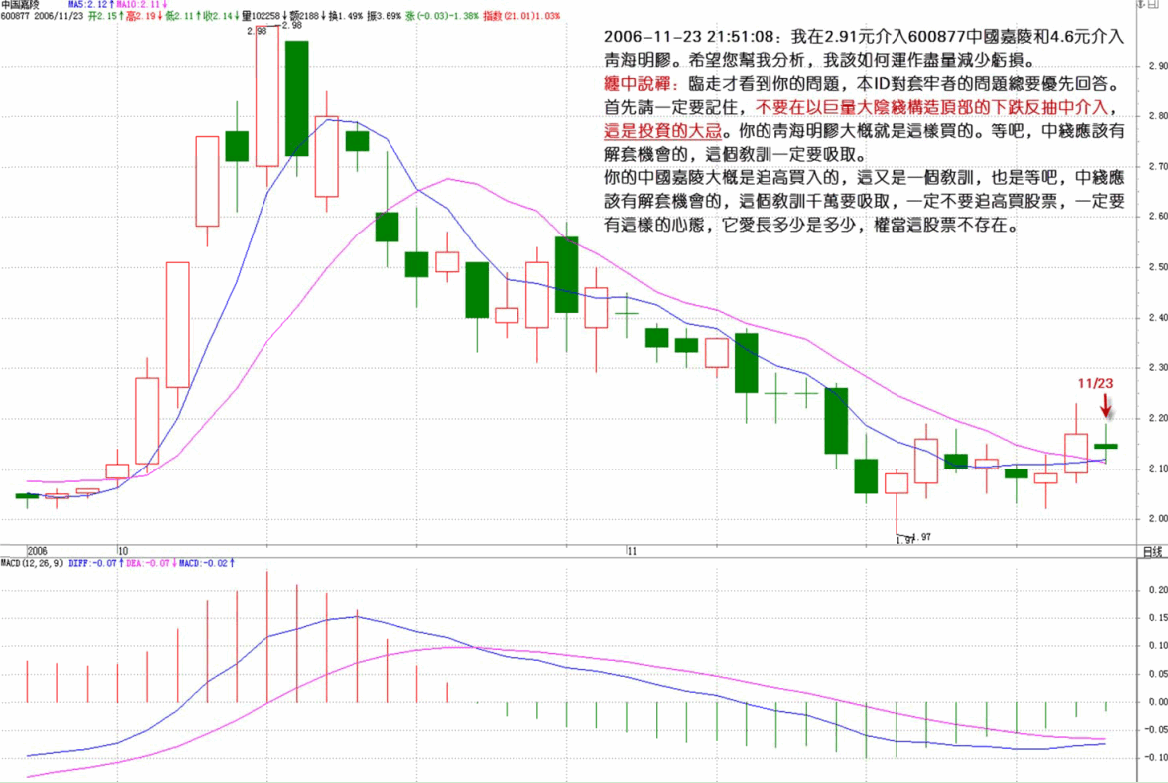 中国嘉陵 MA5:2.12↑MA10:2.11↓
600877 2006/11/23 开2.15↑高2.19↓低2.11↑收2.14↓量102258↓额2188↓换1.49% 振3.69% 涨(-0.03)-1.38% 指数(21.01)1.03%
2.98
2.98
2006-11-23 21:51:08：我在2.91元介入600877中國嘉陵和4.6元介入
青海明膠。希望您幫我分析，我該如何運作盡量減少虧損。
纏中說禪：臨走才看到你的問題，本ID對套牢者的問題總要優先回答。
首先請一定要記住，不要在以巨量大陰綫構造頂部的下跌反抽中介入，
這是投資的大忌。你的青海明膠大概就是這樣買的。等吧，中綫應該有
解套機會的，這個教訓一定要吸取。
你的中國嘉陵大概是追高買入的，這又是一個教訓，也是等吧，中綫應
該有解套機會的，這個教訓千萬要吸取，一定不要追高買股票，一定要
有這樣的心態，它愛長多少是多少，權當這股票不存在。
2.90
2.80
2.70
2.60
2.50
2.40
2.30
2.20
2.10
2.00
11/23
1.97
1.97
2006
10
11
日线
MACD(12,26,9) DIFF:-0.07↑DEA:-0.07↓MACD:-0.02↑
0.20
0.15
0.10
0.05
0.00
-0.05
-0.10